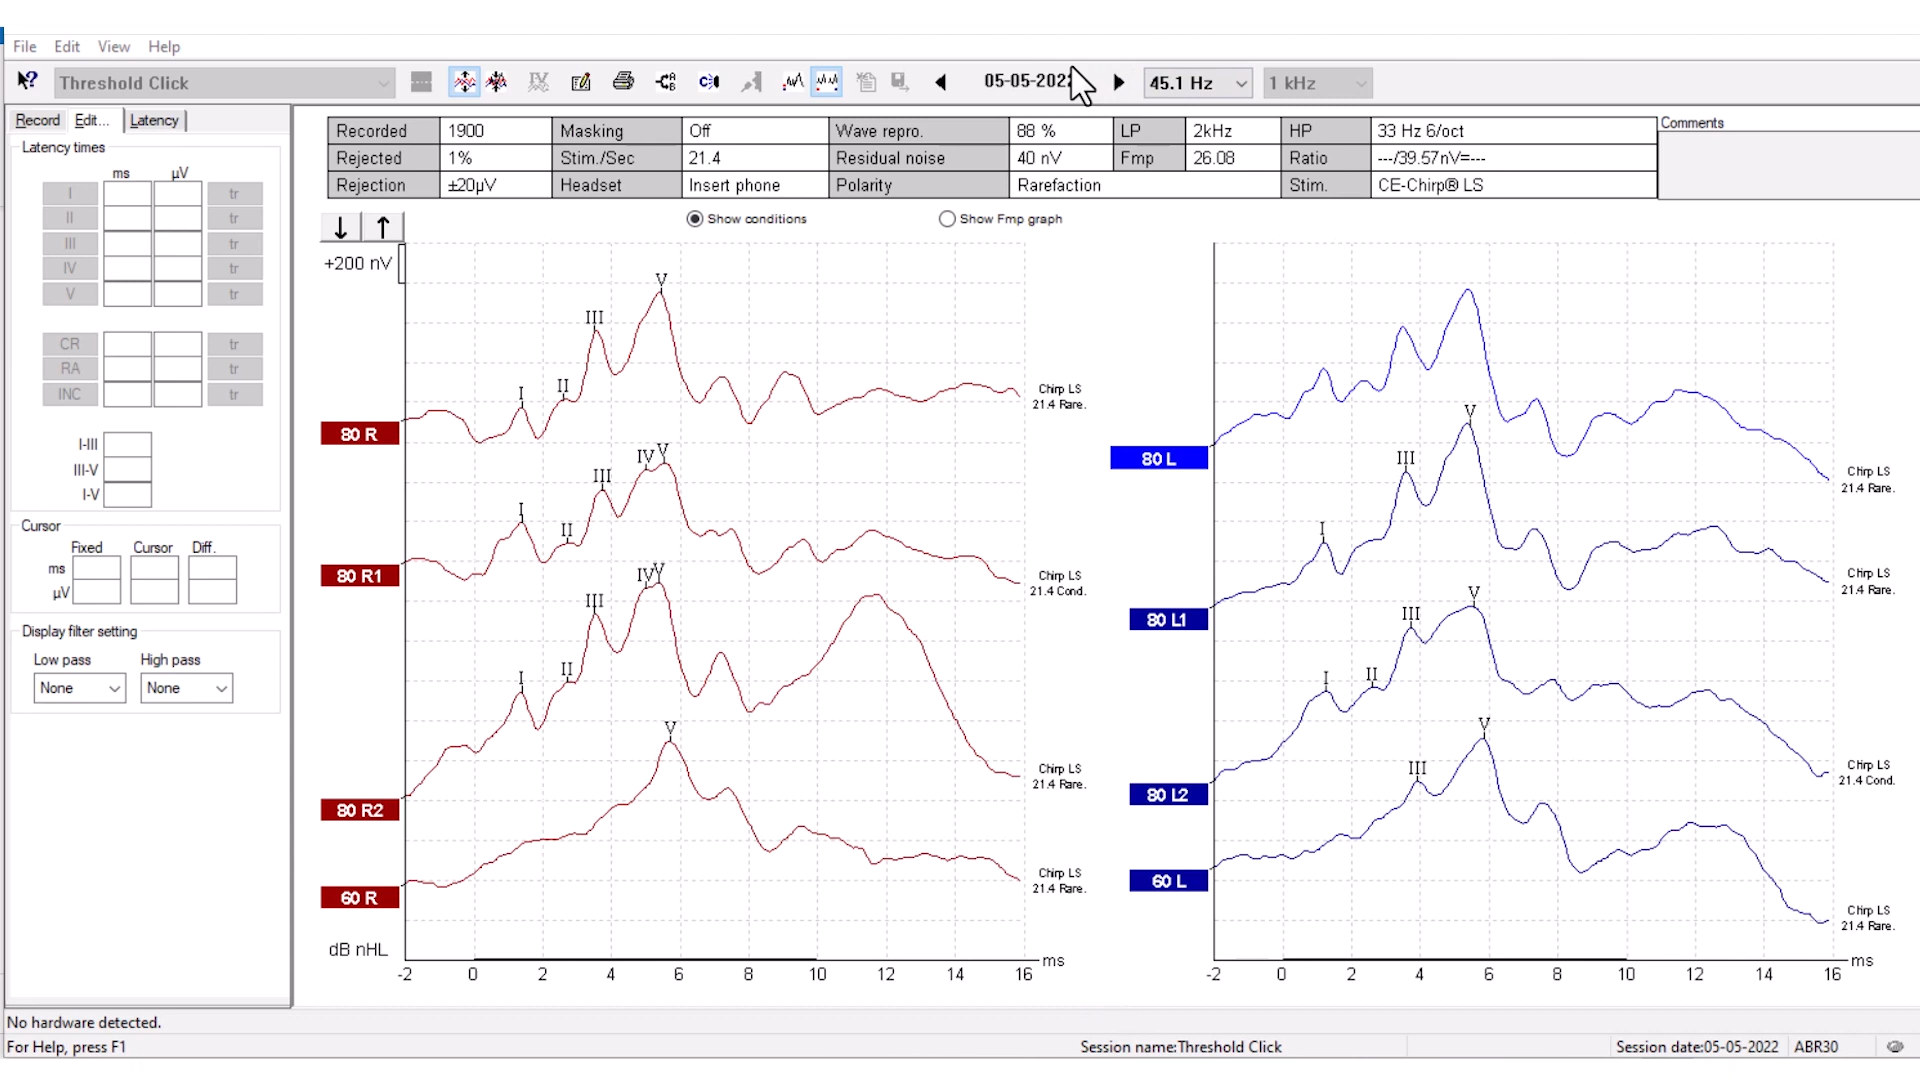 File Edit View Help
Threshold Click 05-05-2022 45.1 Hz 1 kHz
Record Edit... Latency
Latency times
ms µV
I tr
II tr
III tr
IV tr
V tr
CR tr
RA tr
INC tr
I-III
III-V
I-V
Cursor
Fixed Cursor Diff.
ms
µV
Display filter setting
Low pass High pass
None None
Recorded 1900 Masking Off Wave repro. 88 % LP 2kHz HP 33 Hz 6/oct
Rejected 1% Stim./Sec 21.4 Residual noise 40 nV Fmp 26.08 Ratio ---/39.57nV=---
Rejection ±20µV Headset Insert phone Polarity Rarefaction Stim. CE-Chirp® LS
Comments
Show conditions Show Fmp graph
+200 nV
I II III V
80 R
Chirp LS
21.4 Rare.
I II III IV V
80 R1
Chirp LS
21.4 Cond.
I II III IV V
80 R2
Chirp LS
21.4 Rare.
V
60 R
Chirp LS
21.4 Rare.
dB nHL
-2 0 2 4 6 8 10 12 14 16 ms
80 L
Chirp LS
21.4 Rare.
I III V
80 L1
Chirp LS
21.4 Rare.
I II III V
80 L2
Chirp LS
21.4 Cond.
III V
60 L
Chirp LS
21.4 Rare.
-2 0 2 4 6 8 10 12 14 16 ms
No hardware detected.
For Help, press F1 Session name:Threshold Click Session date:05-05-2022 ABR30